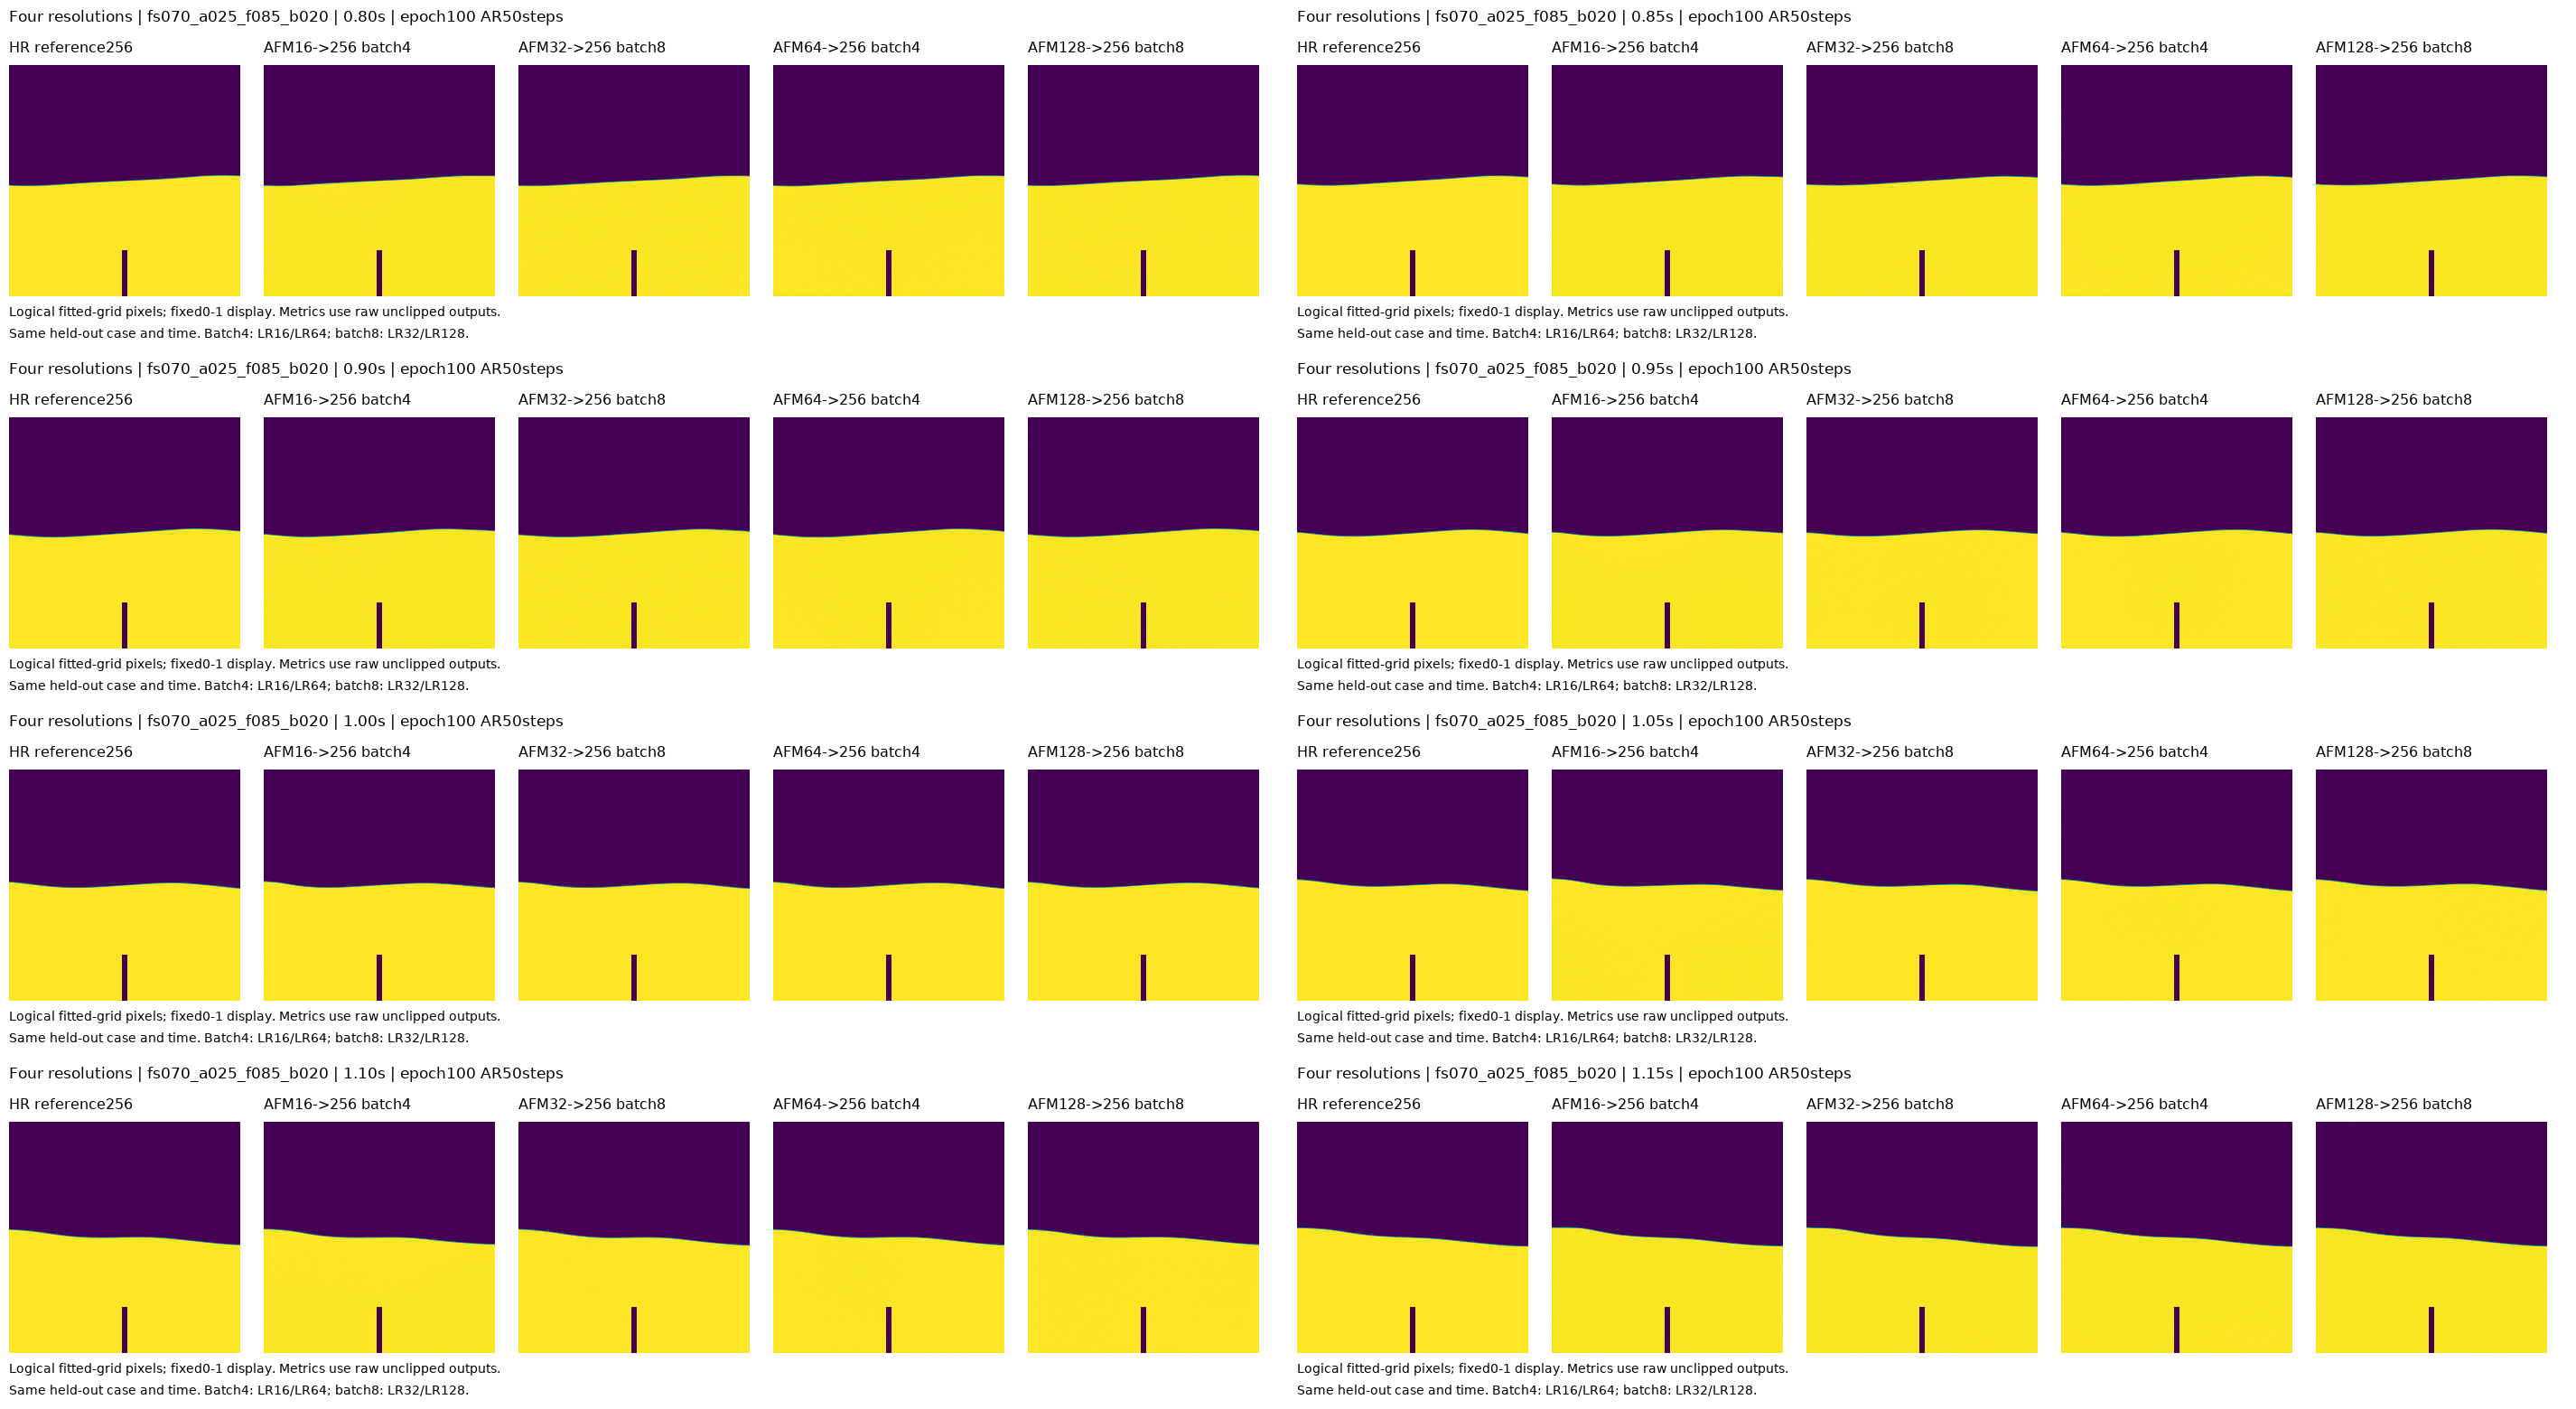 Four resolutions | fs070_a025_f085_b020 | 0.80s | epoch100 AR50steps
HR reference256 AFM16->256 batch4 AFM32->256 batch8 AFM64->256 batch4 AFM128->256 batch8
Logical fitted-grid pixels; fixed0-1 display. Metrics use raw unclipped outputs.
Same held-out case and time. Batch4: LR16/LR64; batch8: LR32/LR128.
Four resolutions | fs070_a025_f085_b020 | 0.85s | epoch100 AR50steps
HR reference256 AFM16->256 batch4 AFM32->256 batch8 AFM64->256 batch4 AFM128->256 batch8
Logical fitted-grid pixels; fixed0-1 display. Metrics use raw unclipped outputs.
Same held-out case and time. Batch4: LR16/LR64; batch8: LR32/LR128.
Four resolutions | fs070_a025_f085_b020 | 0.90s | epoch100 AR50steps
HR reference256 AFM16->256 batch4 AFM32->256 batch8 AFM64->256 batch4 AFM128->256 batch8
Logical fitted-grid pixels; fixed0-1 display. Metrics use raw unclipped outputs.
Same held-out case and time. Batch4: LR16/LR64; batch8: LR32/LR128.
Four resolutions | fs070_a025_f085_b020 | 0.95s | epoch100 AR50steps
HR reference256 AFM16->256 batch4 AFM32->256 batch8 AFM64->256 batch4 AFM128->256 batch8
Logical fitted-grid pixels; fixed0-1 display. Metrics use raw unclipped outputs.
Same held-out case and time. Batch4: LR16/LR64; batch8: LR32/LR128.
Four resolutions | fs070_a025_f085_b020 | 1.00s | epoch100 AR50steps
HR reference256 AFM16->256 batch4 AFM32->256 batch8 AFM64->256 batch4 AFM128->256 batch8
Logical fitted-grid pixels; fixed0-1 display. Metrics use raw unclipped outputs.
Same held-out case and time. Batch4: LR16/LR64; batch8: LR32/LR128.
Four resolutions | fs070_a025_f085_b020 | 1.05s | epoch100 AR50steps
HR reference256 AFM16->256 batch4 AFM32->256 batch8 AFM64->256 batch4 AFM128->256 batch8
Logical fitted-grid pixels; fixed0-1 display. Metrics use raw unclipped outputs.
Same held-out case and time. Batch4: LR16/LR64; batch8: LR32/LR128.
Four resolutions | fs070_a025_f085_b020 | 1.10s | epoch100 AR50steps
HR reference256 AFM16->256 batch4 AFM32->256 batch8 AFM64->256 batch4 AFM128->256 batch8
Logical fitted-grid pixels; fixed0-1 display. Metrics use raw unclipped outputs.
Same held-out case and time. Batch4: LR16/LR64; batch8: LR32/LR128.
Four resolutions | fs070_a025_f085_b020 | 1.15s | epoch100 AR50steps
HR reference256 AFM16->256 batch4 AFM32->256 batch8 AFM64->256 batch4 AFM128->256 batch8
Logical fitted-grid pixels; fixed0-1 display. Metrics use raw unclipped outputs.
Same held-out case and time. Batch4: LR16/LR64; batch8: LR32/LR128.